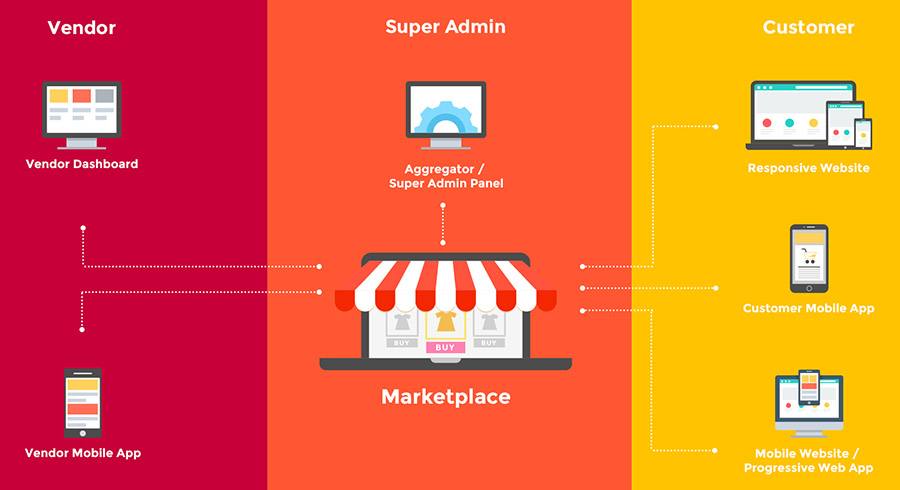 Vendor
Super Admin
Customer
Vendor Dashboard
Aggregator /
Super Admin Panel
Responsive Website
BUY
BUY
BUY
Customer Mobile App
Marketplace
Vendor Mobile App
Mobile Website /
Progressive Web App